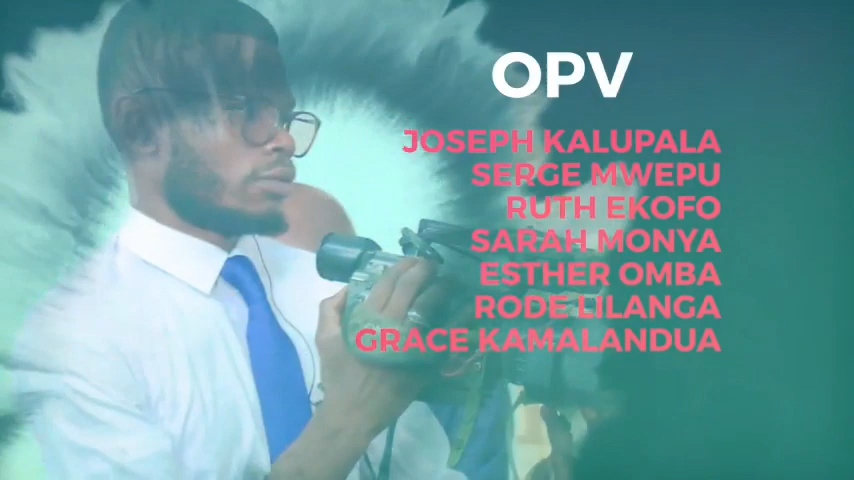 OPV
JOSEPH KALUPALA
SERGE MWEPU
RUTH EKOFO
SARAH MONYA
ESTHER OMBA
RODE LILANGA
GRACE KAMALANDUA